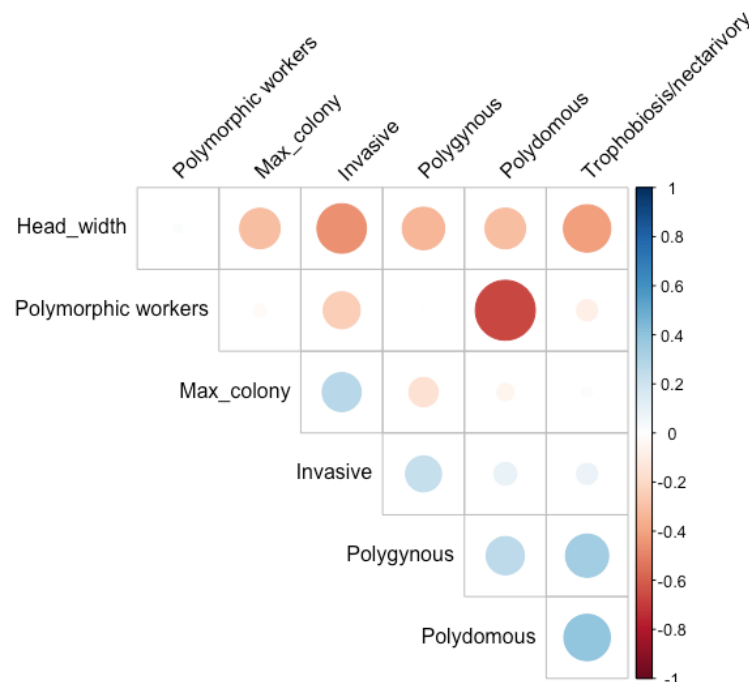 Polymorphic workers
Max_colony
Invasive
Polygynous
Polydomous
Trophobiosis/nectarivory
Head_width
Polymorphic workers
Max_colony
Invasive
Polygynous
Polydomous
1
0.8
0.6
0.4
0.2
0
-0.2
-0.4
-0.6
-0.8
-1